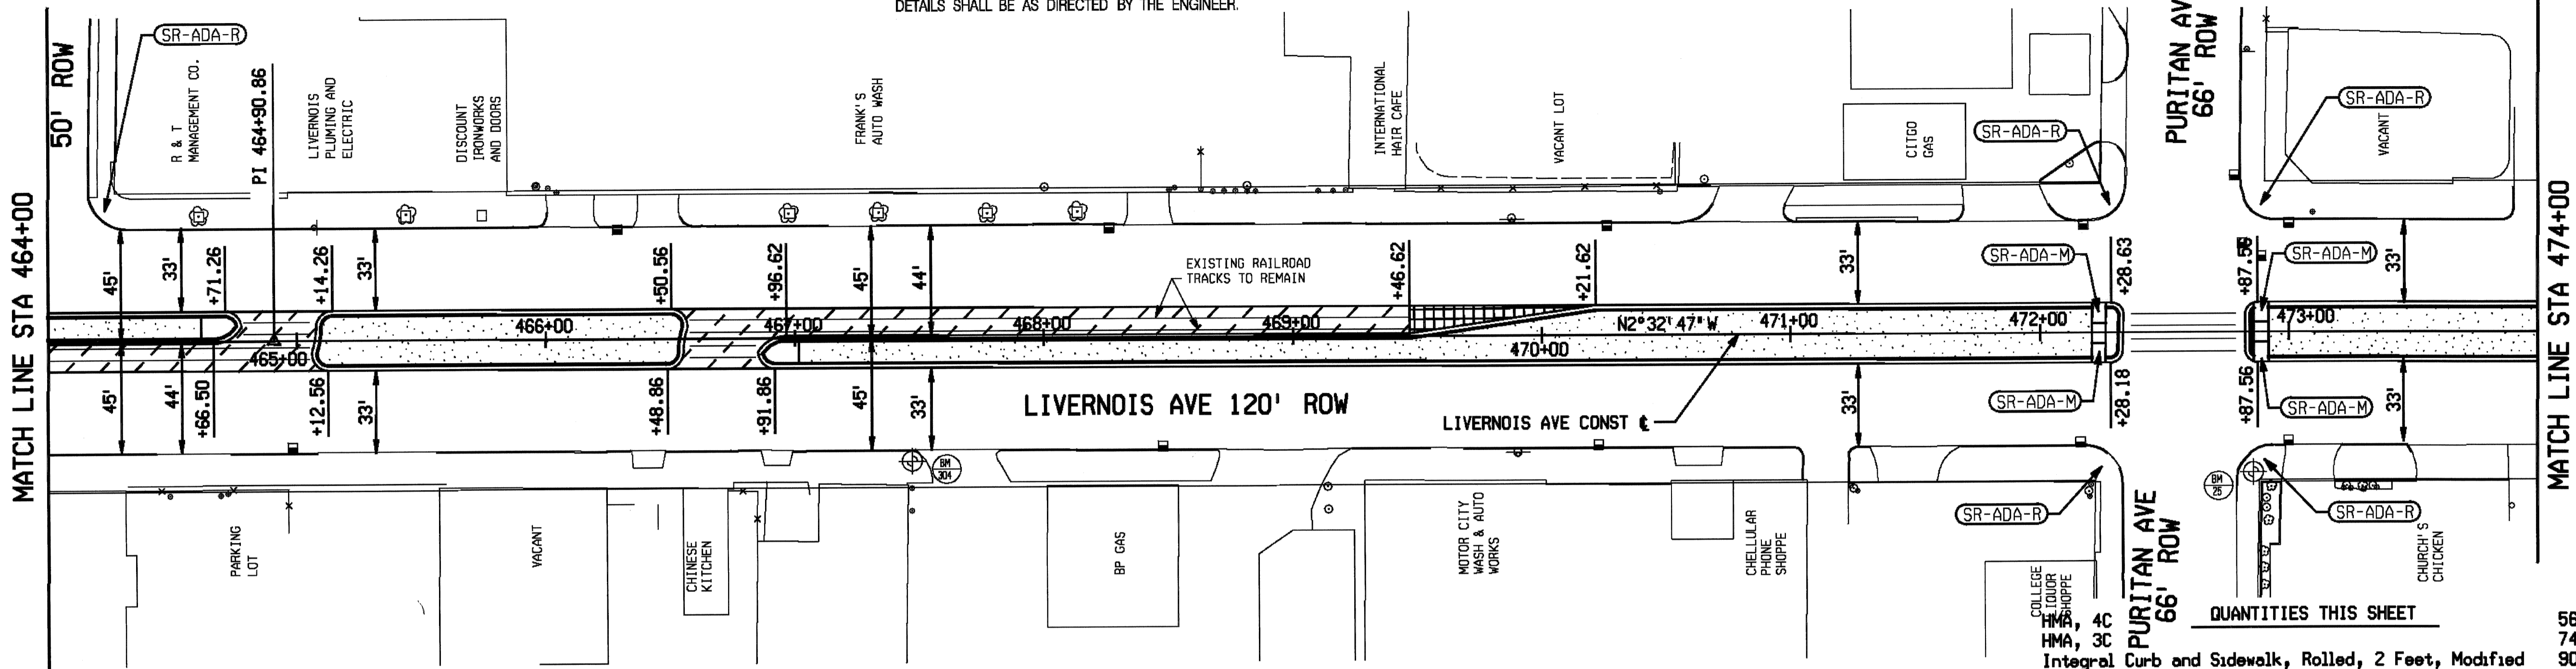 DETAILS SHALL BE AS DIRECTED BY THE ENGINEER.
MATCH LINE STA 464+00
50' ROW
SR-ADA-R
R & T
MANAGEMENT CO.
PI 464+90.86
LIVERNOIS
PLUMING AND
ELECTRIC
DISCOUNT
IRONWORKS
AND DOORS
FRANK'S
AUTO WASH
INTERNATIONAL
HAIR CAFE
VACANT LOT
CITGO
GAS
SR-ADA-R
PURITAN AV
66' ROW
SR-ADA-R
VACANT
MATCH LINE STA 474+00
45'
33'
+71.26
+14.26
33'
+50.56
+96.62
45'
44'
EXISTING RAILROAD
TRACKS TO REMAIN
+46.62
+21.62
33'
SR-ADA-M
+28.63
SR-ADA-M
33'
465+00
466+00
467+00
468+00
469+00
470+00
N2°32'47"W
471+00
472+00
473+00
45'
44'
+66.50
+12.56
33'
+48.86
+91.86
45'
33'
LIVERNOIS AVE 120' ROW
LIVERNOIS AVE CONST ℄
33'
SR-ADA-M
+28.18
+87.56
SR-ADA-M
33'
BM
304
BM
25
SR-ADA-R
SR-ADA-R
PARKING
LOT
VACANT
CHINESE
KITCHEN
BP GAS
MOTOR CITY
WASH & AUTO
WORKS
CHELLULAR
PHONE
SHOPPE
COLLEGE
LIQUOR
SHOPPE
PURITAN AVE
66' ROW
CHURCH'S
CHICKEN
QUANTITIES THIS SHEET
HMA, 4C 56
HMA, 3C 74
Integral Curb and Sidewalk, Rolled, 2 Feet, Modified 90